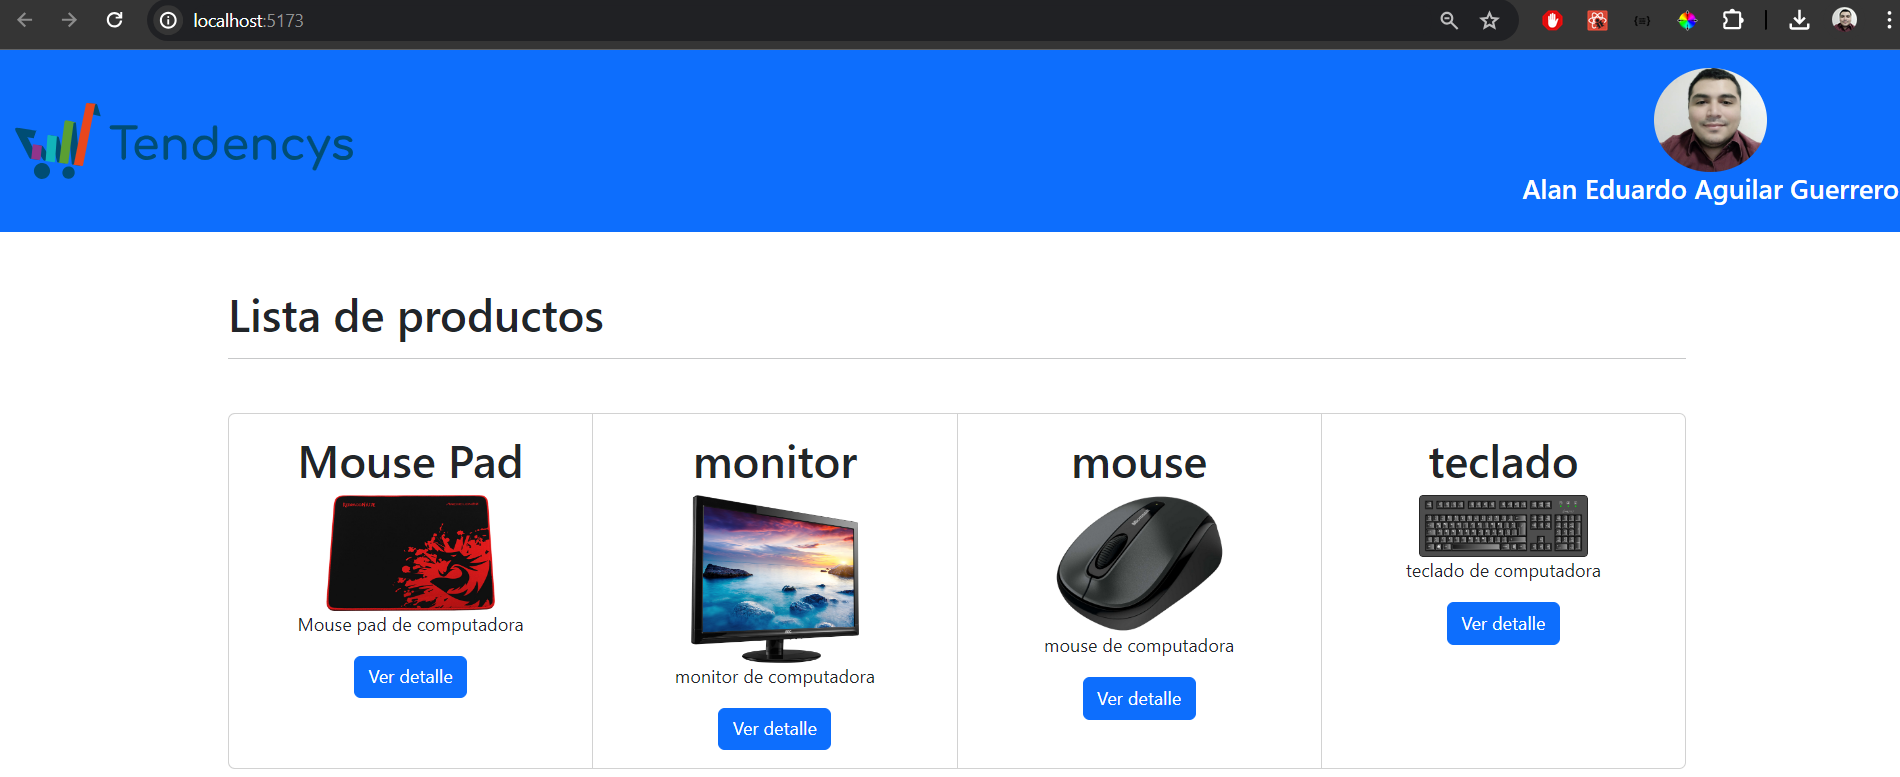 localhost:5173
Tendencys
Alan Eduardo Aguilar Guerrero
Lista de productos
Mouse Pad
Mouse pad de computadora
Ver detalle
monitor
monitor de computadora
Ver detalle
mouse
mouse de computadora
Ver detalle
teclado
teclado de computadora
Ver detalle